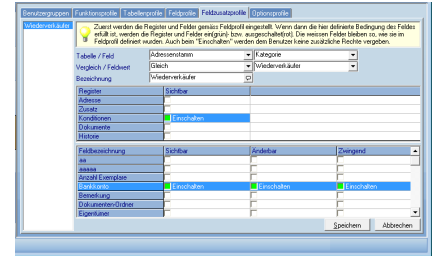 Benutzergruppen Funktionsprofile Tabellenprofile Feldprofile Feldzusatzprofile Optionsprofile
Wiederverkäufer
Zuerst werden die Register und Felder gemäss Feldprofil eingestellt. Wenn dann die hier definierte Bedingung des Feldes
erfüllt ist, werden die Register und Felder ein(grün)- bzw. ausgeschaltet(rot). Die weissen Felder bleiben so, wie sie im
Feldprofil definiert wurden. Auch beim "Einschalten" werden dem Benutzer keine zusätzliche Rechte vergeben.
Tabelle / Feld Adressenstamm Kategorie
Vergleich / Feldwert Gleich Wiederverkäufer
Bezeichnung Wiederverkäufer
Register Sichtbar
Adresse
Zusatz
Konditionen Einschalten
Dokumente
Historie
Feldbezeichnung Sichtbar Änderbar Zwingend
aa
aaaaa
Anzahl Exemplare
Bankkonto Einschalten Einschalten Einschalten
Bemerkung
Dokumenten-Ordner
Eigentümer
Speichern Abbrechen